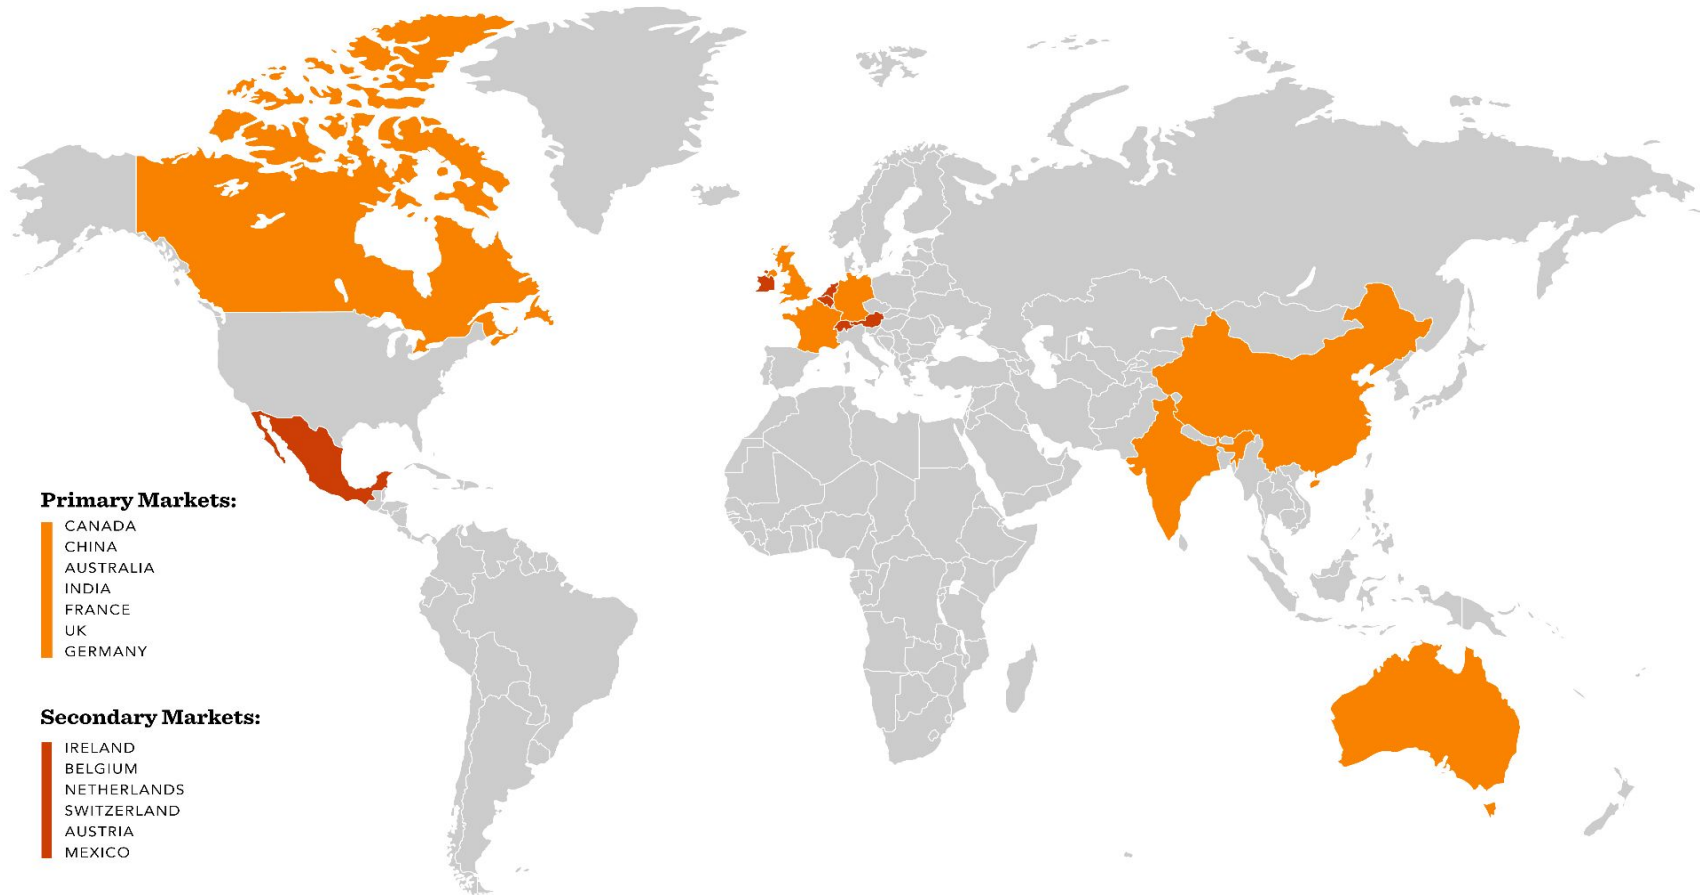 Primary Markets:
CANADA
CHINA
AUSTRALIA
INDIA
FRANCE
UK
GERMANY
Secondary Markets:
IRELAND
BELGIUM
NETHERLANDS
SWITZERLAND
AUSTRIA
MEXICO